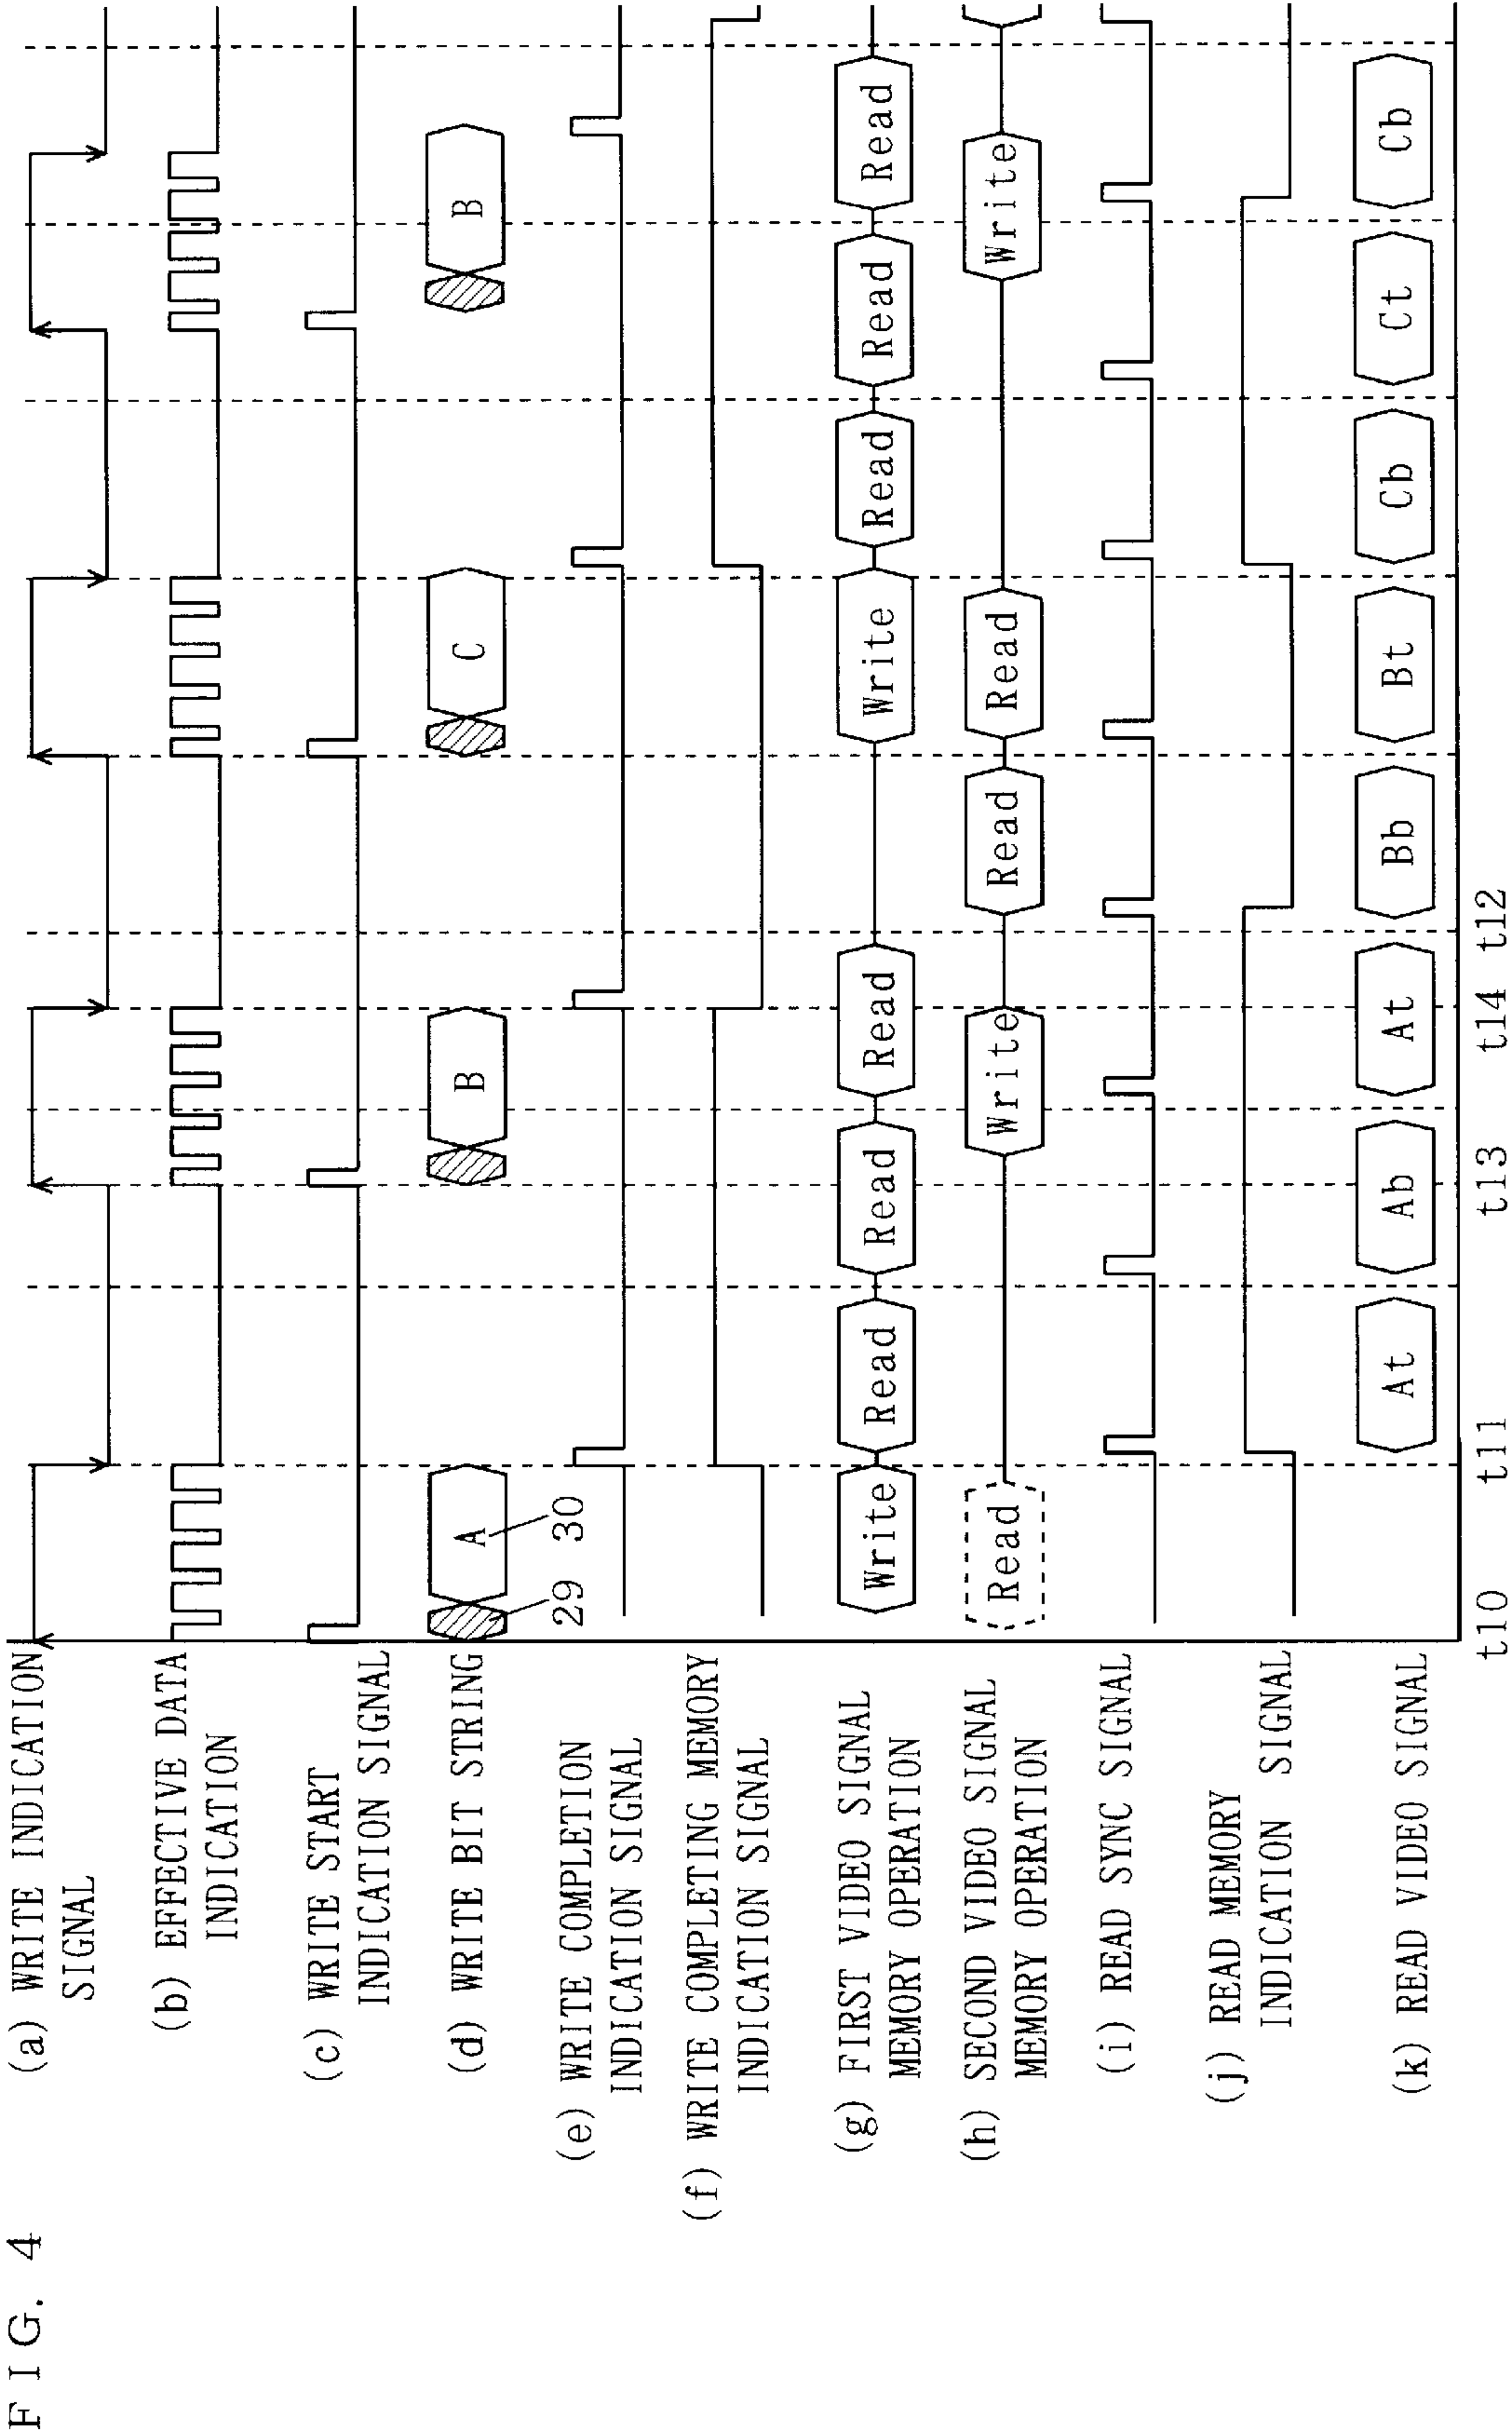 FIG. 4
(a) WRITE INDICATION
SIGNAL
(b) EFFECTIVE DATA
INDICATION
(c) WRITE START
INDICATION SIGNAL
(d) WRITE BIT STRING
A
B
C
B
29
30
(e) WRITE COMPLETION
INDICATION SIGNAL
(f) WRITE COMPLETING MEMORY
INDICATION SIGNAL
(g) FIRST VIDEO SIGNAL
MEMORY OPERATION
Write
Read
Read
Read
Write
Read
Read
Read
(h) SECOND VIDEO SIGNAL
MEMORY OPERATION
Read
Write
Read
Read
Write
(i) READ SYNC SIGNAL
(j) READ MEMORY
INDICATION SIGNAL
(k) READ VIDEO SIGNAL
At
Ab
At
Bb
Bt
Cb
Ct
Cb
t10
t11
t13
t14
t12